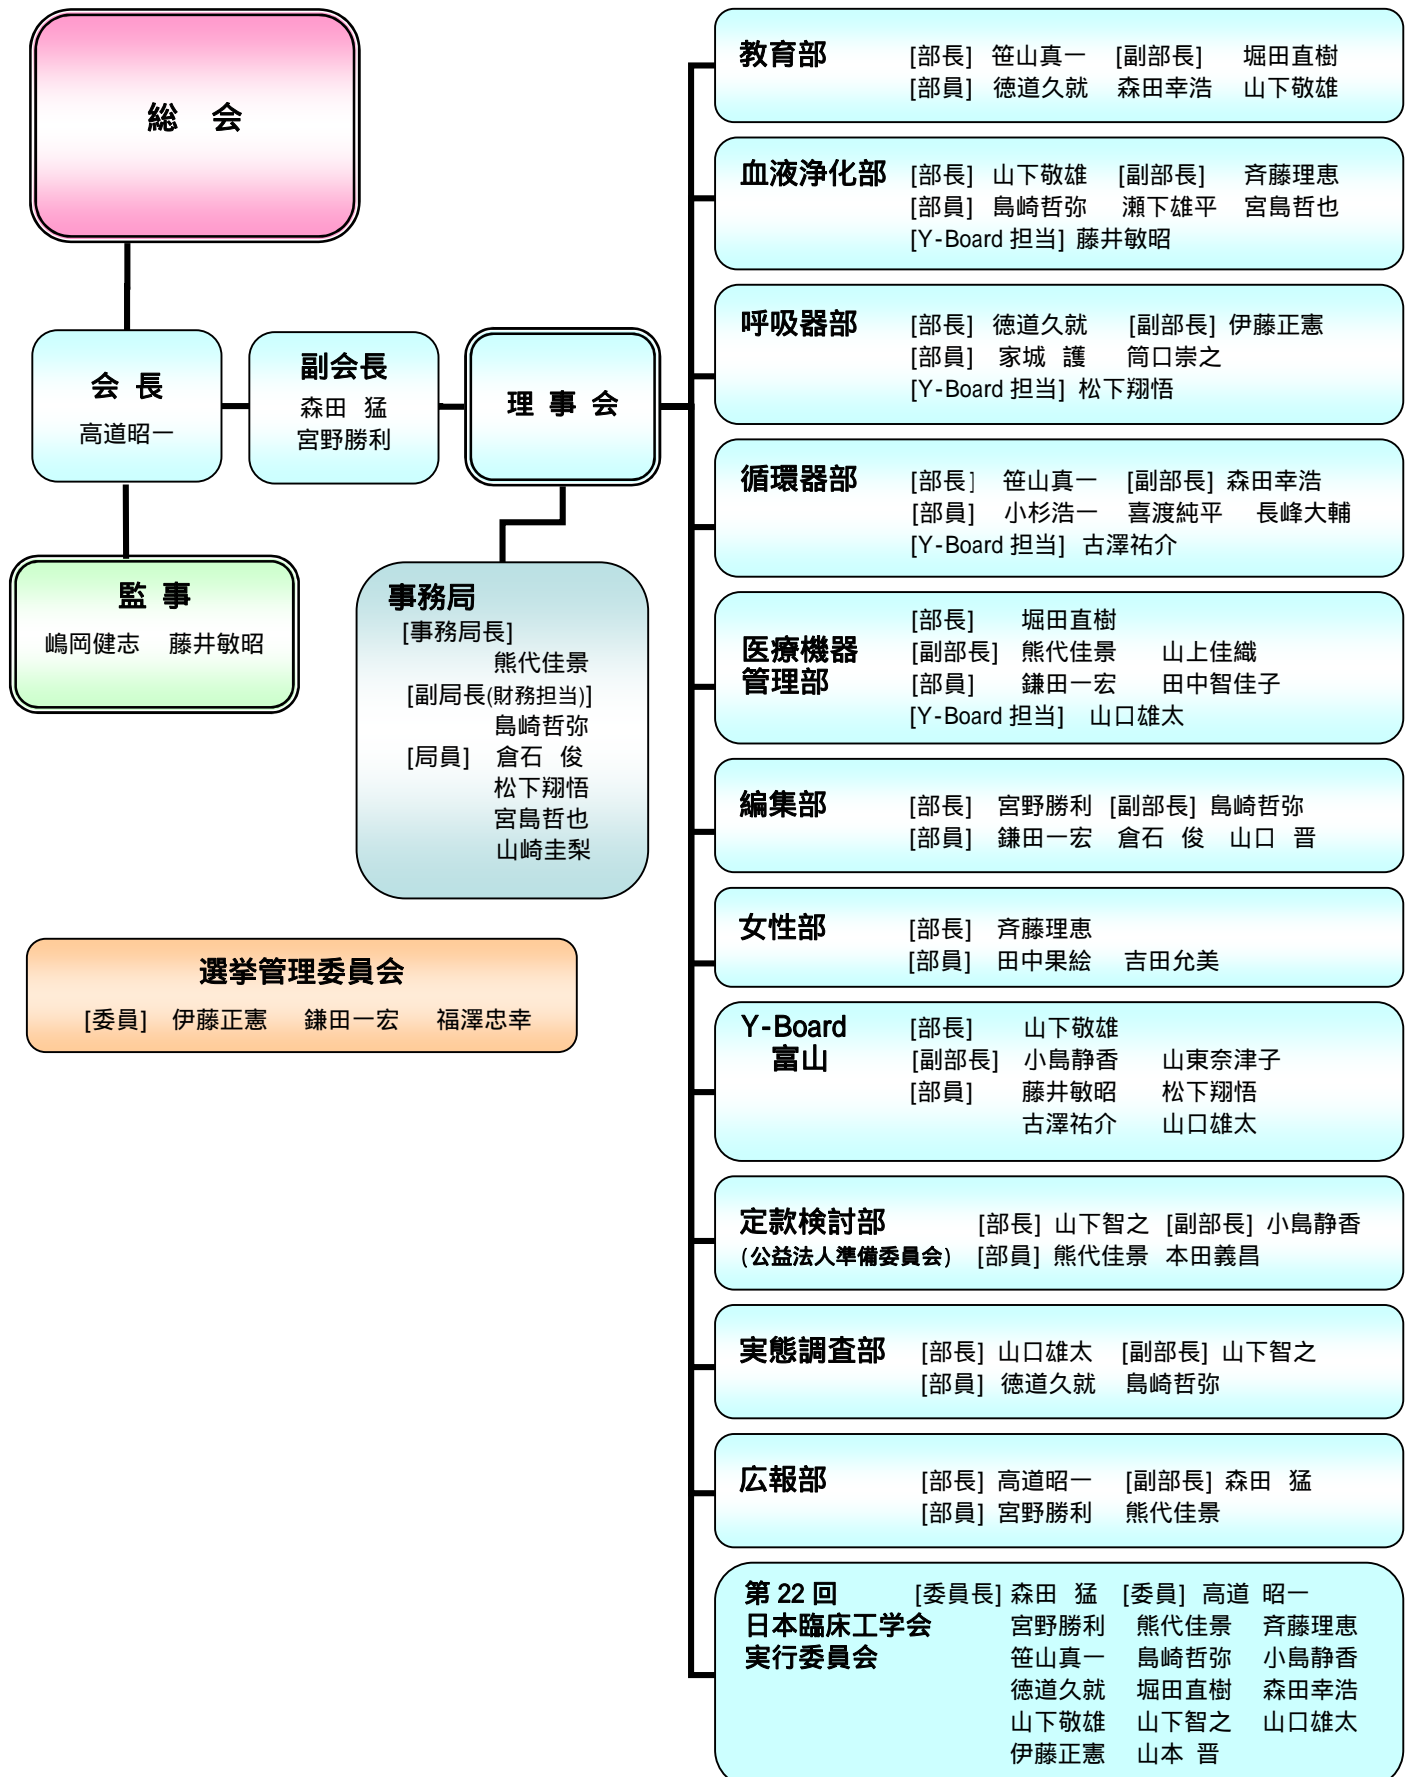 総 会
会 長
高道昭一
副会長
森田 猛
宮野勝利
理 事 会
監 事
嶋岡健志 藤井敏昭
事務局
[事務局長]
熊代佳景
[副局長(財務担当)]
島崎哲弥
[局員] 倉石 俊
松下翔悟
宮島哲也
山崎圭梨
選挙管理委員会
[委員] 伊藤正憲 鎌田一宏 福澤忠幸
教育部 [部長] 笹山真一 [副部長] 堀田直樹
[部員] 徳道久就 森田幸浩 山下敬雄
血液浄化部 [部長] 山下敬雄 [副部長] 斉藤理恵
[部員] 島崎哲弥 瀬下雄平 宮島哲也
[Y-Board 担当] 藤井敏昭
呼吸器部 [部長] 徳道久就 [副部長] 伊藤正憲
[部員] 家城 護 筒口崇之
[Y-Board 担当] 松下翔悟
循環器部 [部長] 笹山真一 [副部長] 森田幸浩
[部員] 小杉浩一 喜渡純平 長峰大輔
[Y-Board 担当] 古澤祐介
医療機器
管理部
[部長] 堀田直樹
[副部長] 熊代佳景 山上佳織
[部員] 鎌田一宏 田中智佳子
[Y-Board 担当] 山口雄太
編集部 [部長] 宮野勝利 [副部長] 島崎哲弥
[部員] 鎌田一宏 倉石 俊 山口 晋
女性部 [部長] 斉藤理恵
[部員] 田中果絵 吉田允美
Y-Board [部長] 山下敬雄
富山 [副部長] 小島静香 山東奈津子
[部員] 藤井敏昭 松下翔悟
古澤祐介 山口雄太
定款検討部 [部長] 山下智之 [副部長] 小島静香
(公益法人準備委員会) [部員] 熊代佳景 本田義昌
実態調査部 [部長] 山口雄太 [副部長] 山下智之
[部員] 徳道久就 島崎哲弥
広報部 [部長] 高道昭一 [副部長] 森田 猛
[部員] 宮野勝利 熊代佳景
第 22 回 [委員長] 森田 猛 [委員] 高道 昭一
日本臨床工学会 宮野勝利 熊代佳景 斉藤理恵
実行委員会 笹山真一 島崎哲弥 小島静香
徳道久就 堀田直樹 森田幸浩
山下敬雄 山下智之 山口雄太
伊藤正憲 山本 晋